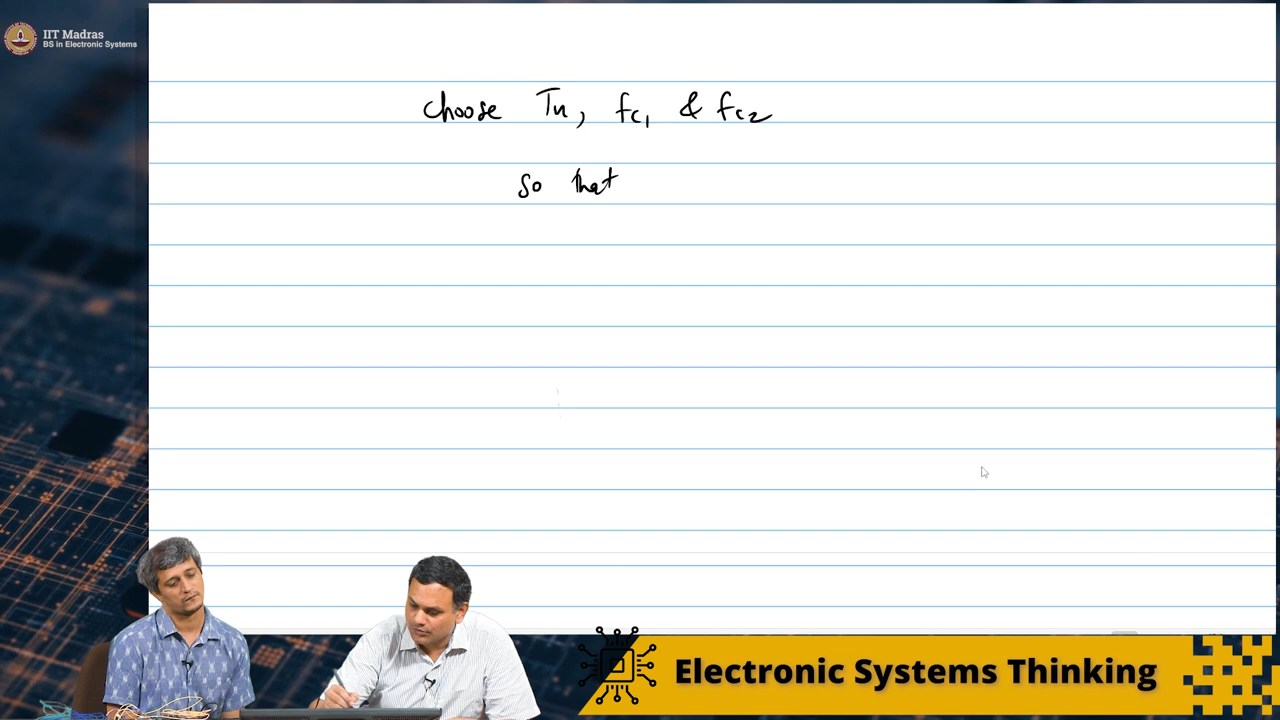 IIT Madras
BS in Electronic Systems
choose Tu, fc1 & fc2
so that
Electronic Systems Thinking